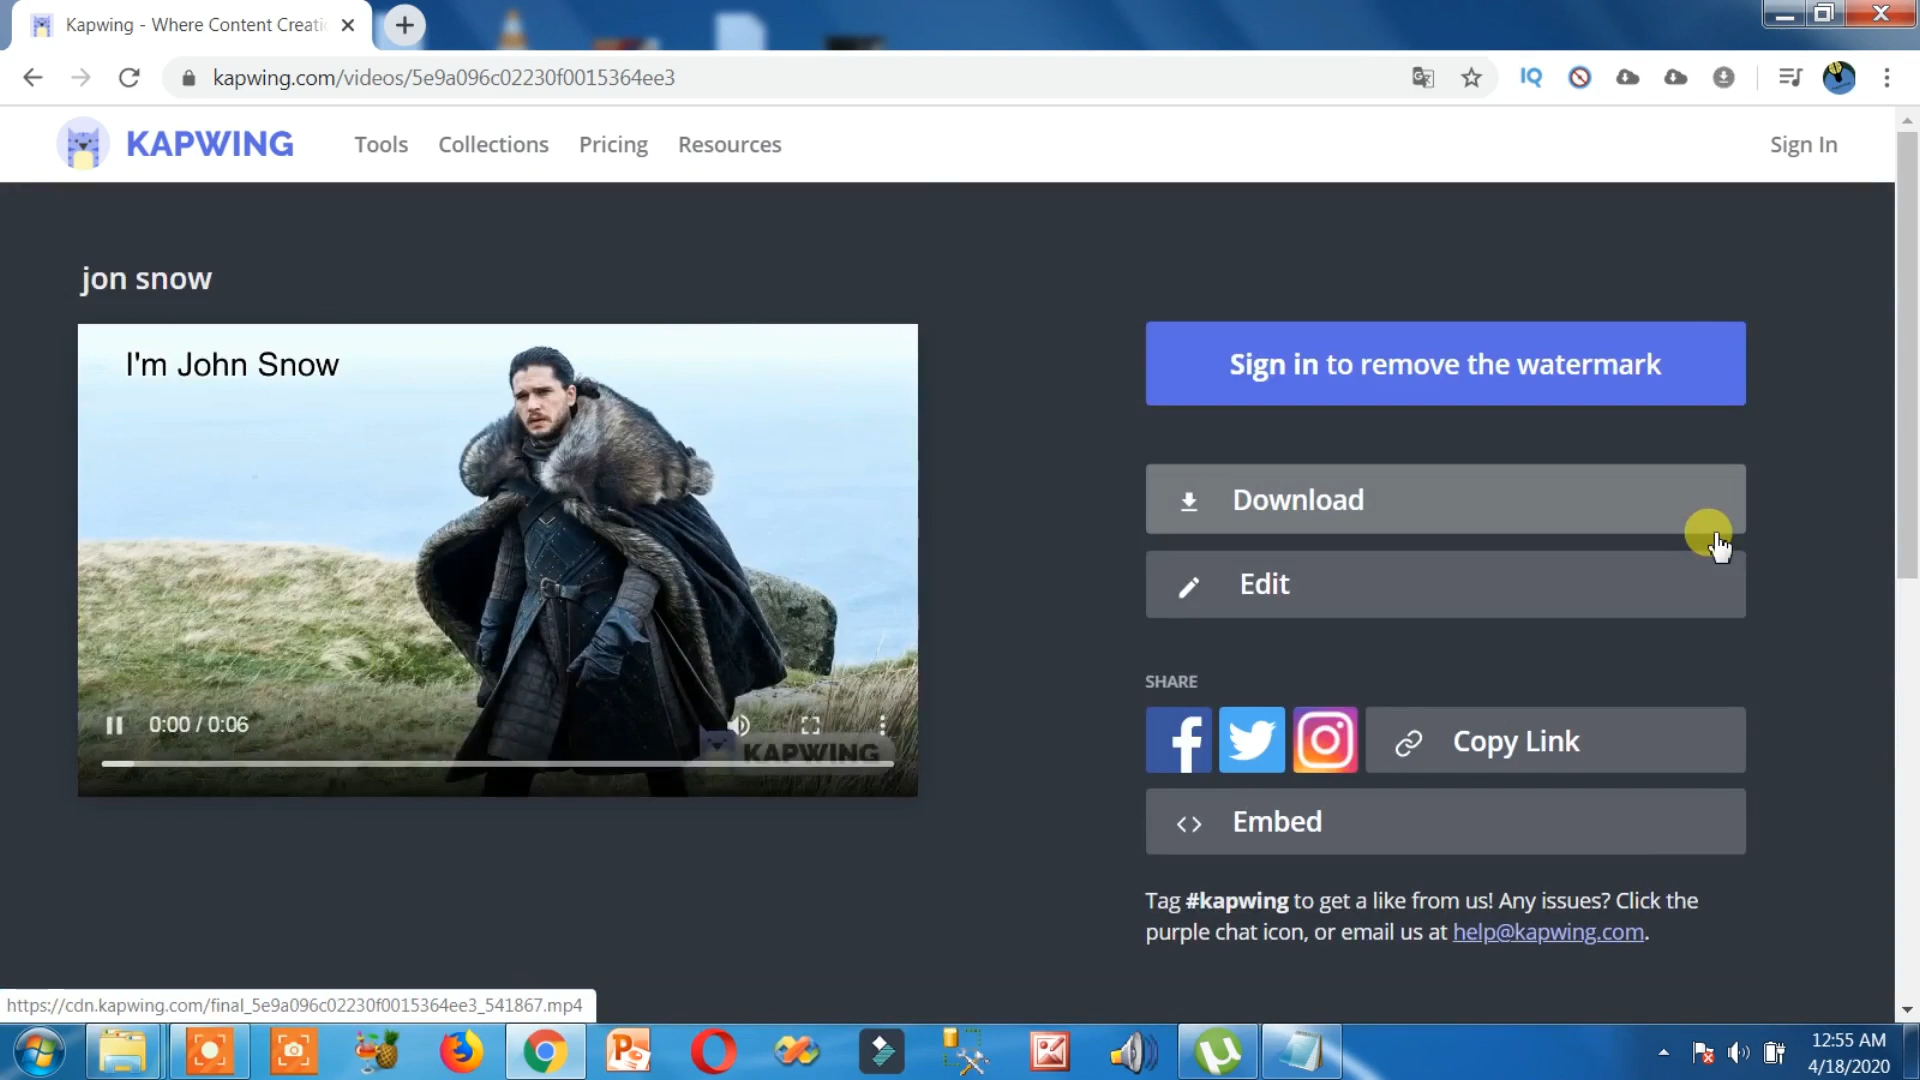 Kapwing - Where Content Creati
kapwing.com/videos/5e9a096c02230f0015364ee3
IQ
KAPWING
Tools
Collections
Pricing
Resources
Sign In
jon snow
I'm John Snow
0:00 / 0:06
KAPWING
Sign in to remove the watermark
Download
Edit
SHARE
Copy Link
Embed
Tag #kapwing to get a like from us! Any issues? Click the
purple chat icon, or email us at help@kapwing.com.
https://cdn.kapwing.com/final_5e9a096c02230f0015364ee3_541867.mp4
12:55 AM
4/18/2020